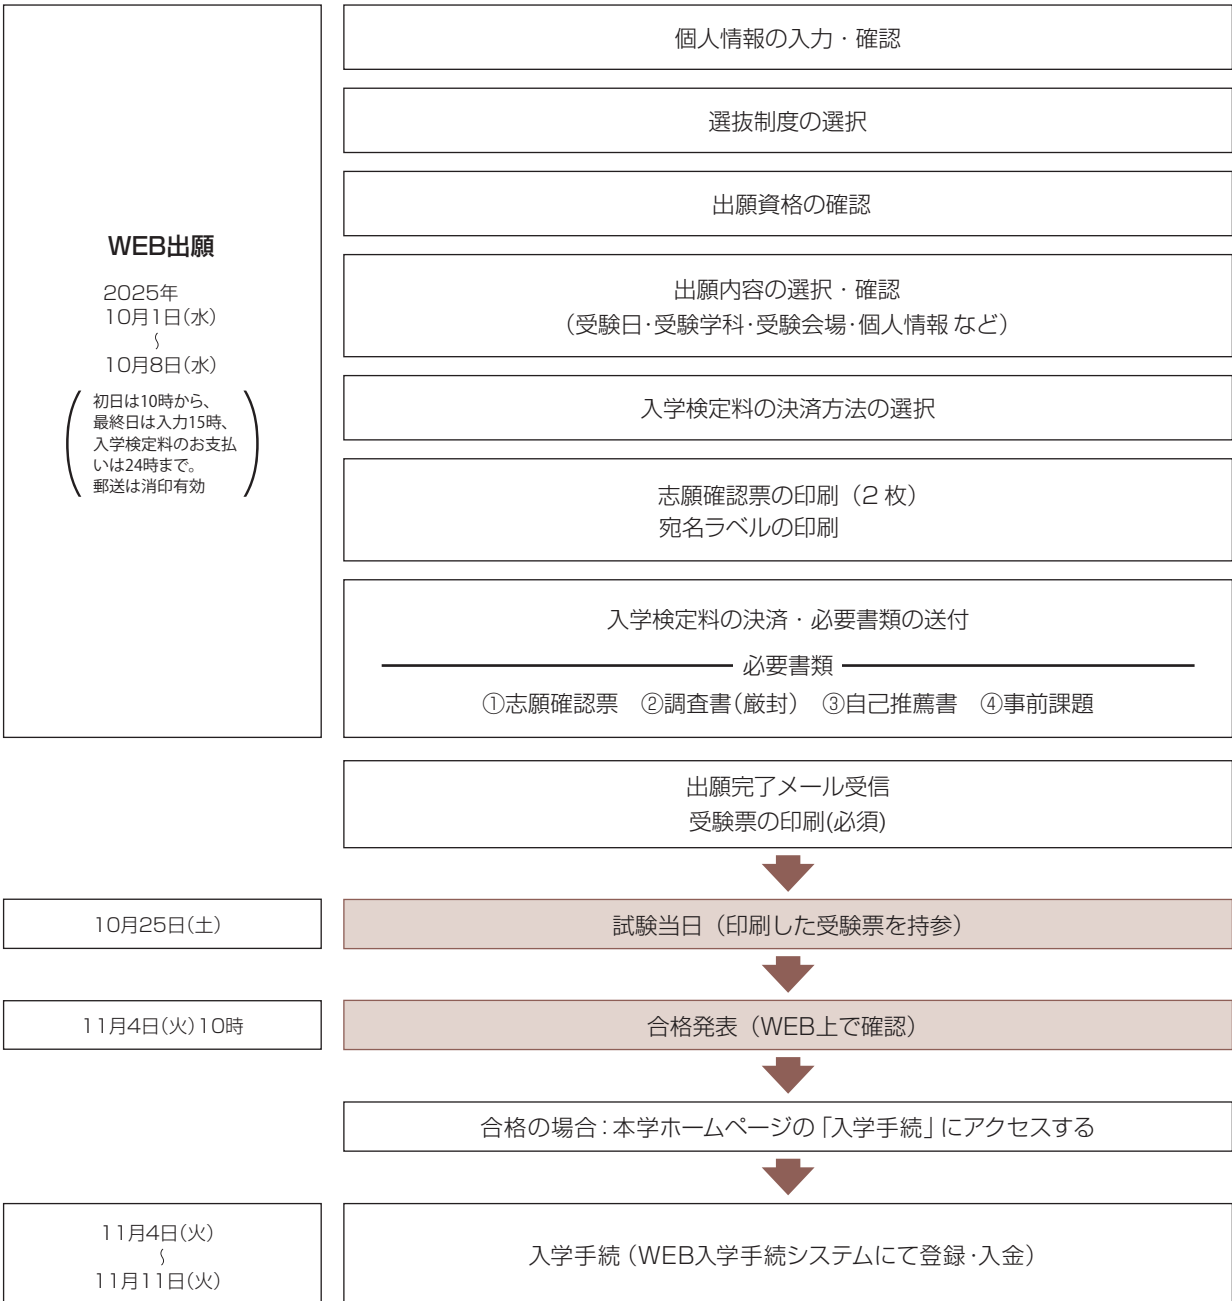 WEB出願
2025年
10月1日(水)
〜
10月8日(水)
初日は10時から、
最終日は入力15時、
入学検定料のお支払
いは24時まで。
郵送は消印有効
個人情報の入力・確認
選抜制度の選択
出願資格の確認
出願内容の選択・確認
（受験日・受験学科・受験会場・個人情報 など）
入学検定料の決済方法の選択
志願確認票の印刷（2 枚）
宛名ラベルの印刷
入学検定料の決済・必要書類の送付
必要書類
①志願確認票　②調査書（厳封）　③自己推薦書　④事前課題
出願完了メール受信
受験票の印刷(必須)
10月25日(土)
試験当日（印刷した受験票を持参）
11月4日(火)10時
合格発表（WEB上で確認）
合格の場合：本学ホームページの「入学手続」にアクセスする
11月4日(火)
〜
11月11日(火)
入学手続（WEB入学手続システムにて登録・入金）